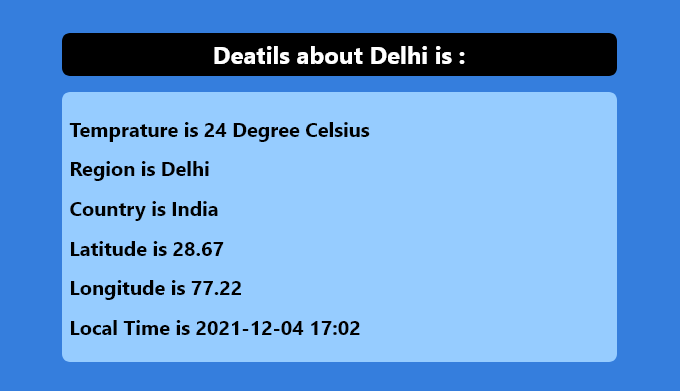 Deatils about Delhi is :
Temprature is 24 Degree Celsius
Region is Delhi
Country is India
Latitude is 28.67
Longitude is 77.22
Local Time is 2021-12-04 17:02